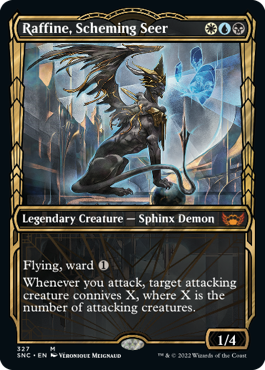 Raffine, Scheming Seer
Legendary Creature — Sphinx Demon
Flying, ward 1
Whenever you attack, target attacking
creature connives X, where X is the
number of attacking creatures.
1/4
327 M
SNC • EN Véronique Meignaud
™ & © 2022 Wizards of the Coast